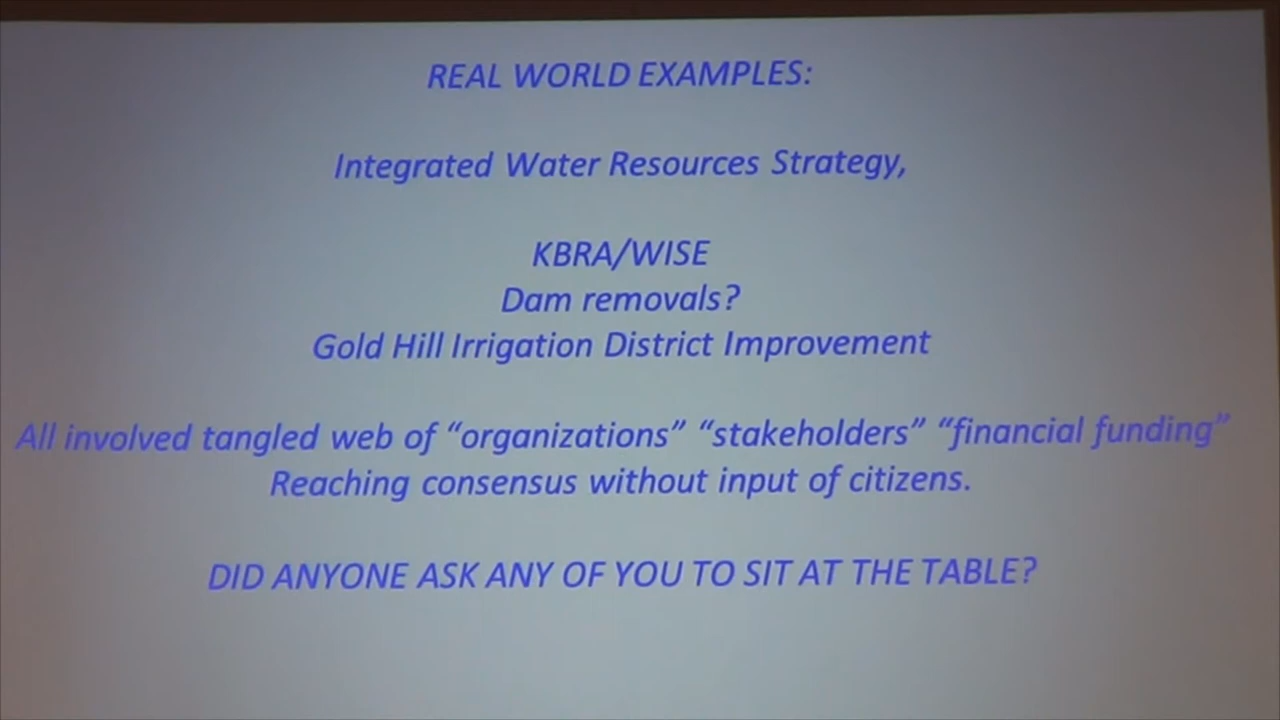 REAL WORLD EXAMPLES:
Integrated Water Resources Strategy,
KBRA/WISE
Dam removals?
Gold Hill Irrigation District Improvement
All involved tangled web of “organizations” “stakeholders” “financial funding”
Reaching consensus without input of citizens.
DID ANYONE ASK ANY OF YOU TO SIT AT THE TABLE?